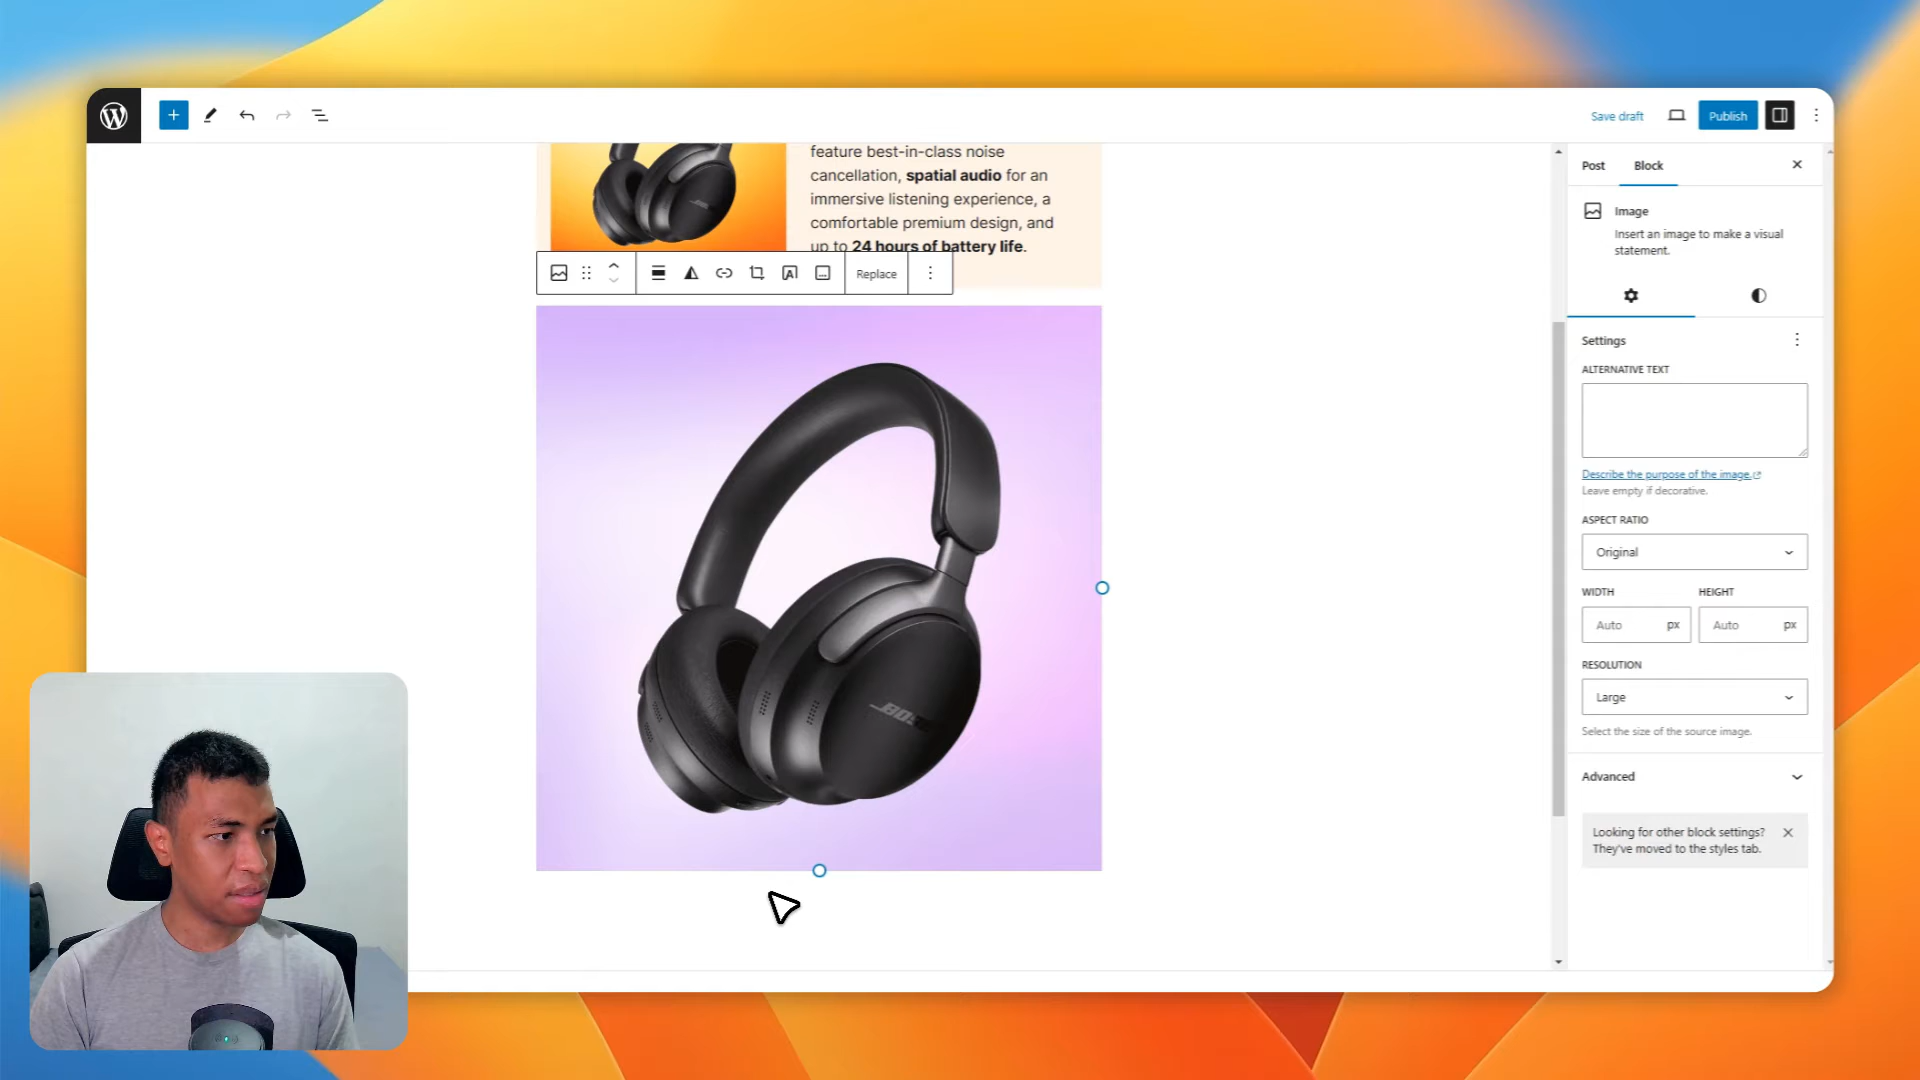 Save draft
Publish
feature best-in-class noise
cancellation, spatial audio for an
immersive listening experience, a
comfortable premium design, and
up to 24 hours of battery life.
Replace
BOSE
Post
Block
Image
Insert an image to make a visual
statement.
Settings
ALTERNATIVE TEXT
Describe the purpose of the image.
Leave empty if decorative.
ASPECT RATIO
Original
WIDTH
HEIGHT
Auto
px
Auto
px
RESOLUTION
Large
Select the size of the source image.
Advanced
Looking for other block settings?
They've moved to the styles tab.